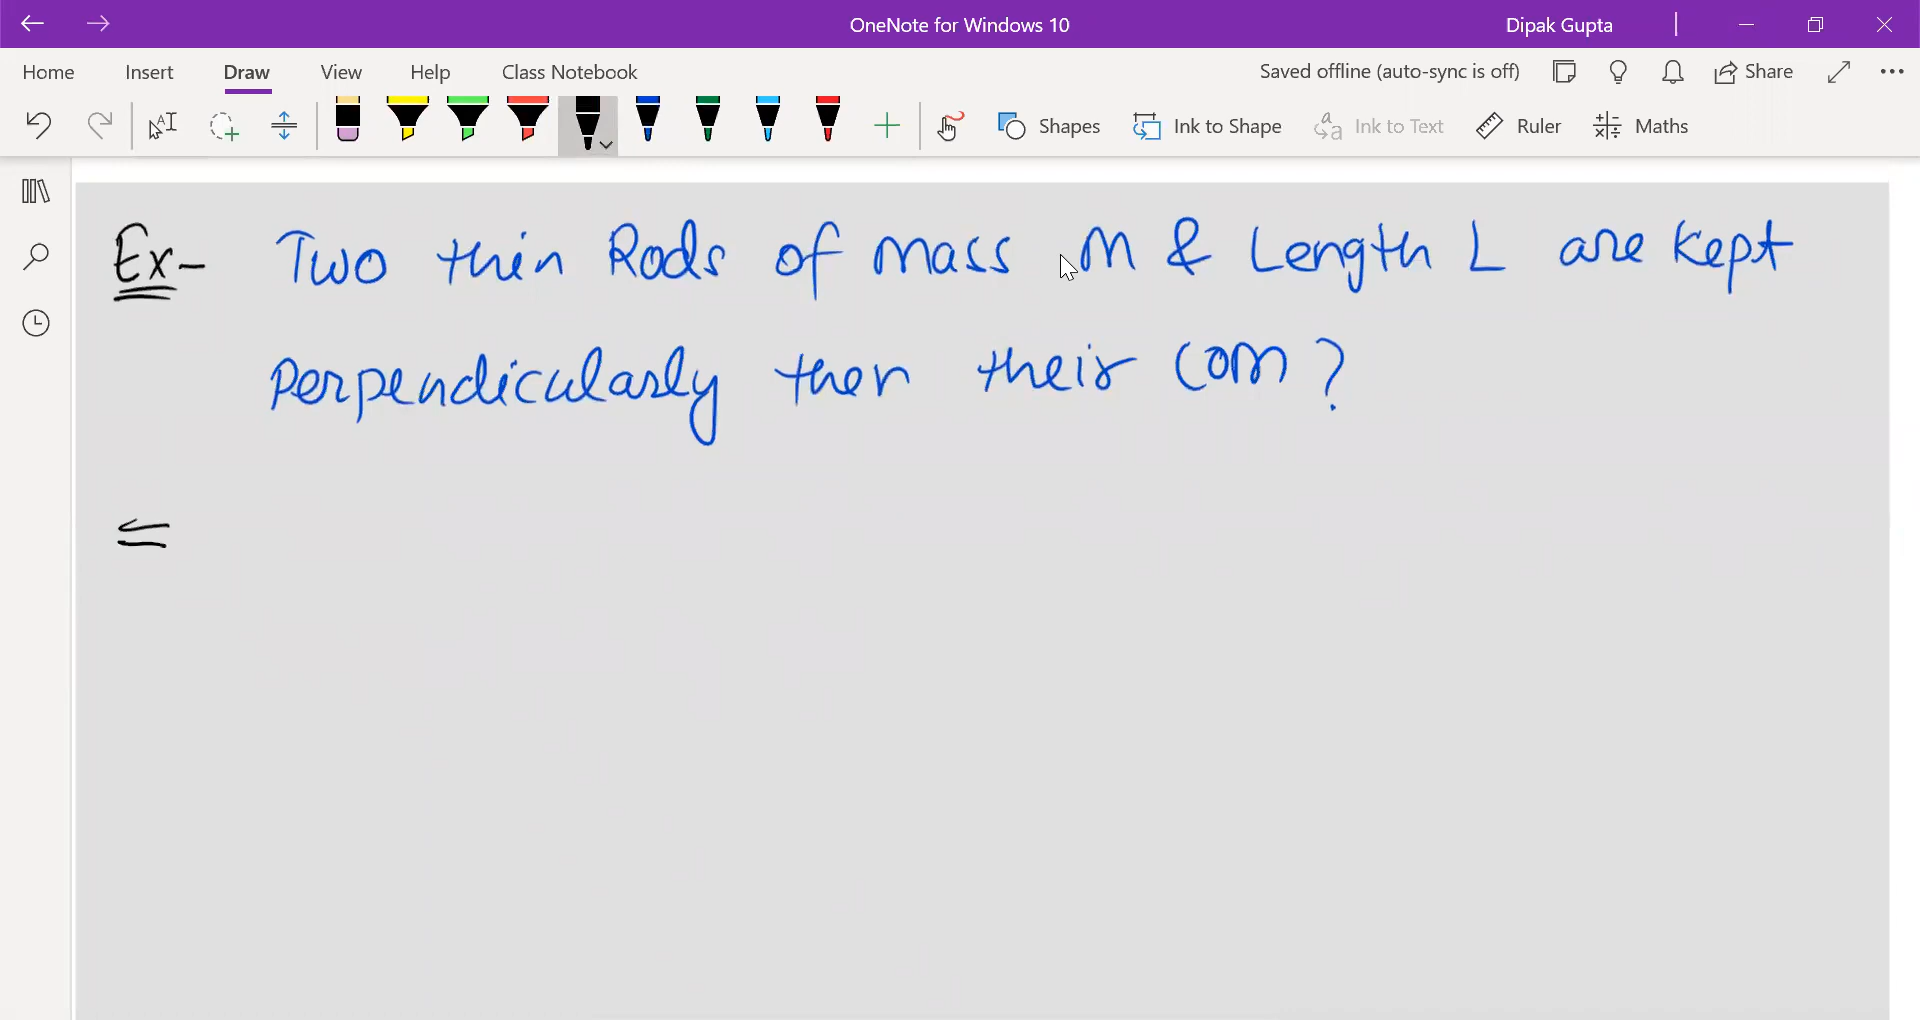 OneNote for Windows 10
Dipak Gupta
Home Insert Draw View Help Class Notebook
Saved offline (auto-sync is off) Share
Shapes Ink to Shape Ink to Text Ruler Maths
Ex- Two thin Rods of mass M & Length L are kept
perpendicularly then their COM ?